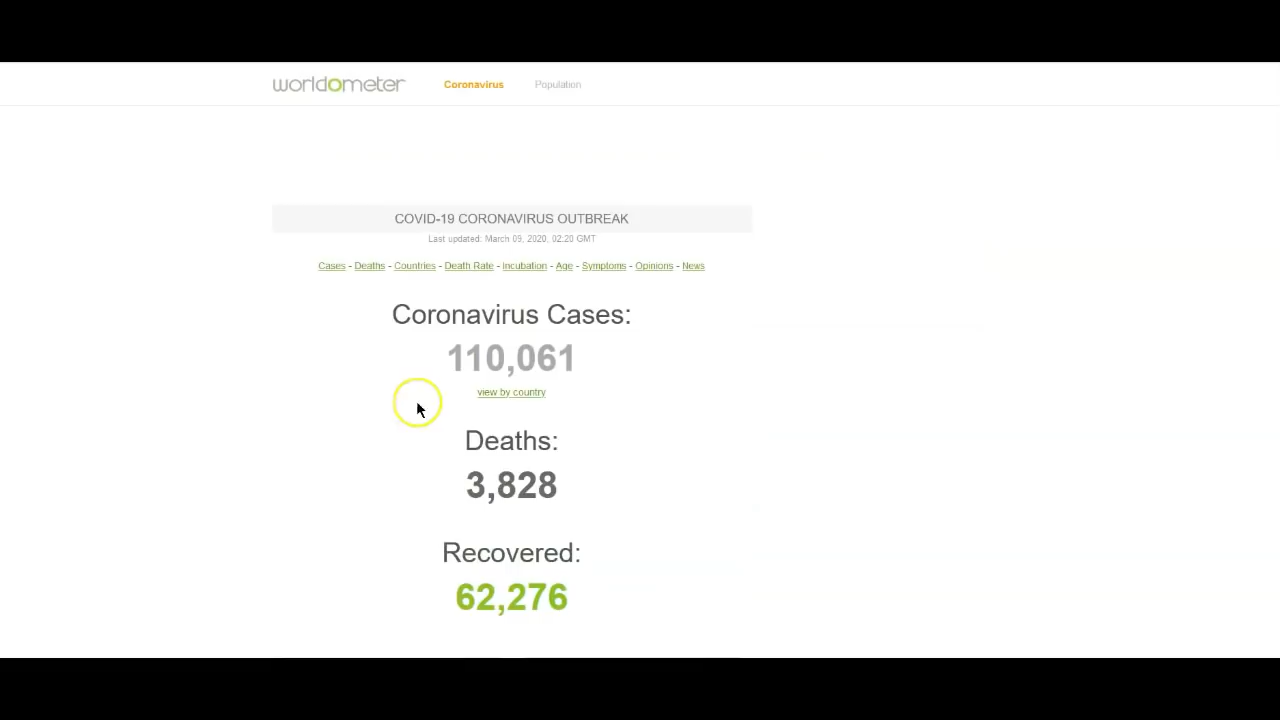 worldometer Coronavirus Population
COVID-19 CORONAVIRUS OUTBREAK
Last updated: March 09, 2020, 02:20 GMT
Cases - Deaths - Countries - Death Rate - Incubation - Age - Symptoms - Opinions - News
Coronavirus Cases:
110,061
view by country
Deaths:
3,828
Recovered:
62,276